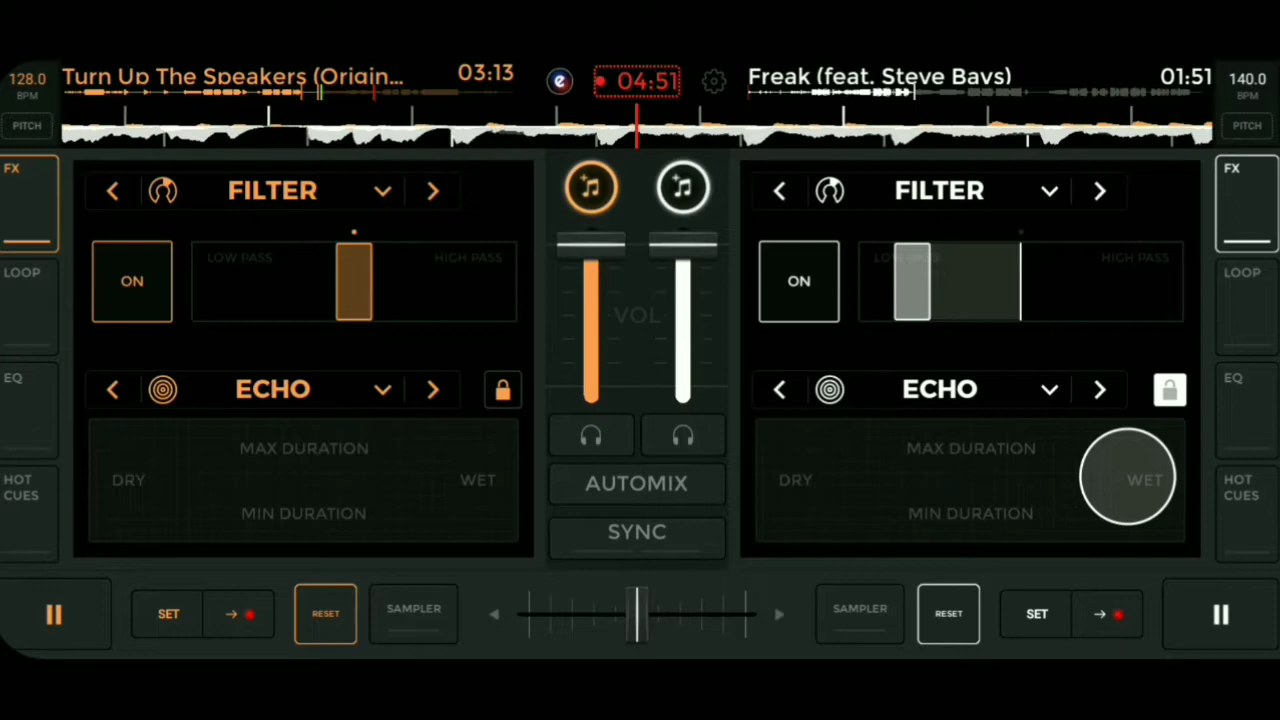 128.0
BPM
PITCH
Turn Up The Speakers (Origin...
03:13
e
04:51
Freak (feat. Steve Bays)
01:51
140.0
BPM
PITCH
FX
LOOP
EQ
HOT
CUES
FILTER
ON
LOW PASS
HIGH PASS
ECHO
MAX DURATION
DRY
WET
MIN DURATION
VOL
AUTOMIX
SYNC
FILTER
ON
LOW PASS
HIGH PASS
ECHO
MAX DURATION
DRY
WET
MIN DURATION
FX
LOOP
EQ
HOT
CUES
SET
RESET
SAMPLER
SAMPLER
RESET
SET